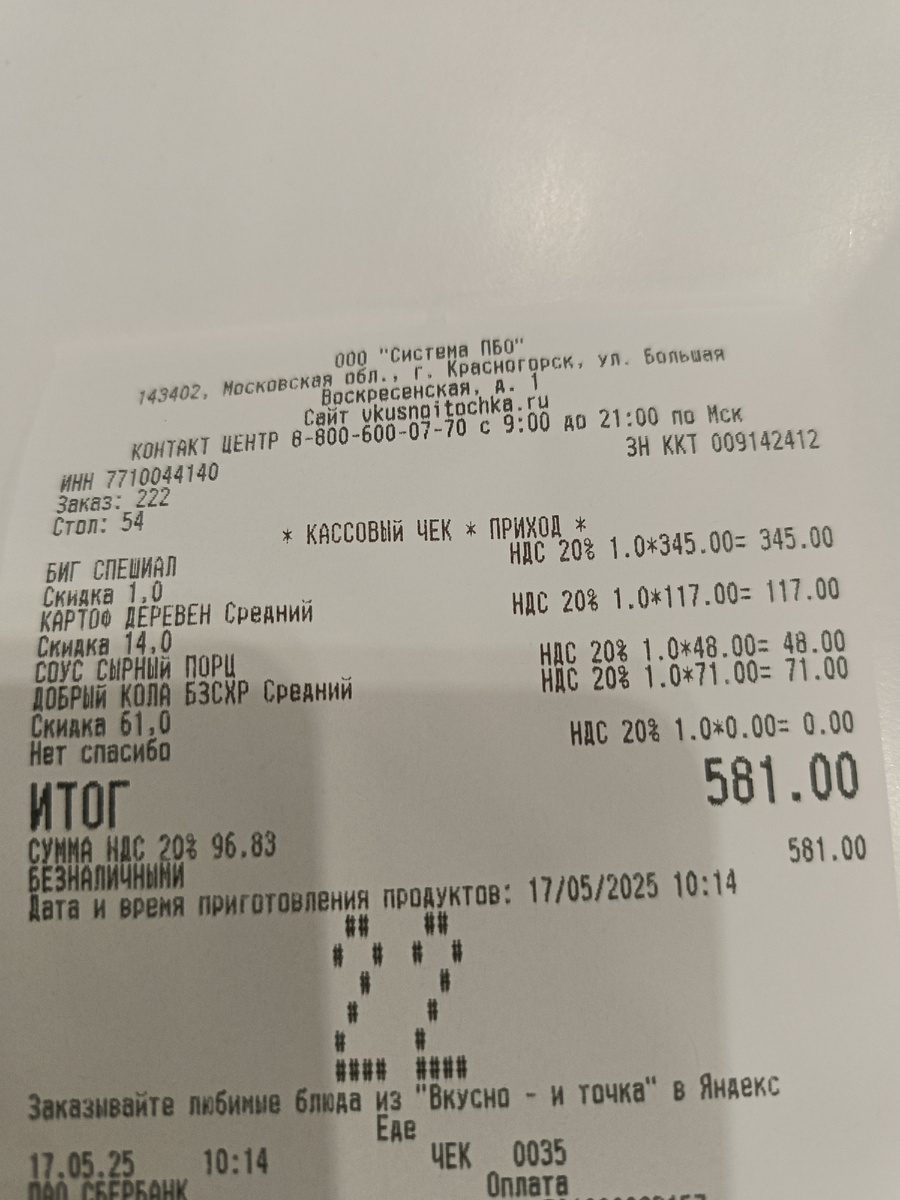 ООО "Система ПБО"
143402, Московская обл., г. Красногорск, ул. Большая
Воскресенская, д. 1
Сайт vkusnoitochka.ru
КОНТАКТ ЦЕНТР 8-800-600-07-70 с 9:00 до 21:00 по Мск
ИНН 7710044140 ЗН ККТ 009142412
Заказ: 222
Стол: 54
* КАССОВЫЙ ЧЕК * ПРИХОД *
БИГ СПЕШИАЛ НДС 20% 1.0*345.00= 345.00
Скидка 1,0
КАРТОФ ДЕРЕВЕН Средний НДС 20% 1.0*117.00= 117.00
Скидка 14,0
СОУС СЫРНЫЙ ПОРЦ НДС 20% 1.0*48.00= 48.00
ДОБРЫЙ КОЛА БЗСХР Средний НДС 20% 1.0*71.00= 71.00
Скидка 61,0
Нет спасибо НДС 20% 1.0*0.00= 0.00
ИТОГ 581.00
СУММА НДС 20% 96.83
БЕЗНАЛИЧНЫМИ 581.00
Дата и время приготовления продуктов: 17/05/2025 10:14
## ##
# # # #
# #
# #
# #
#### ####
Заказывайте любимые блюда из "Вкусно - и точка" в Яндекс
Еде
17.05.25 10:14 ЧЕК 0035
ПАО СБЕРБАНК Оплата